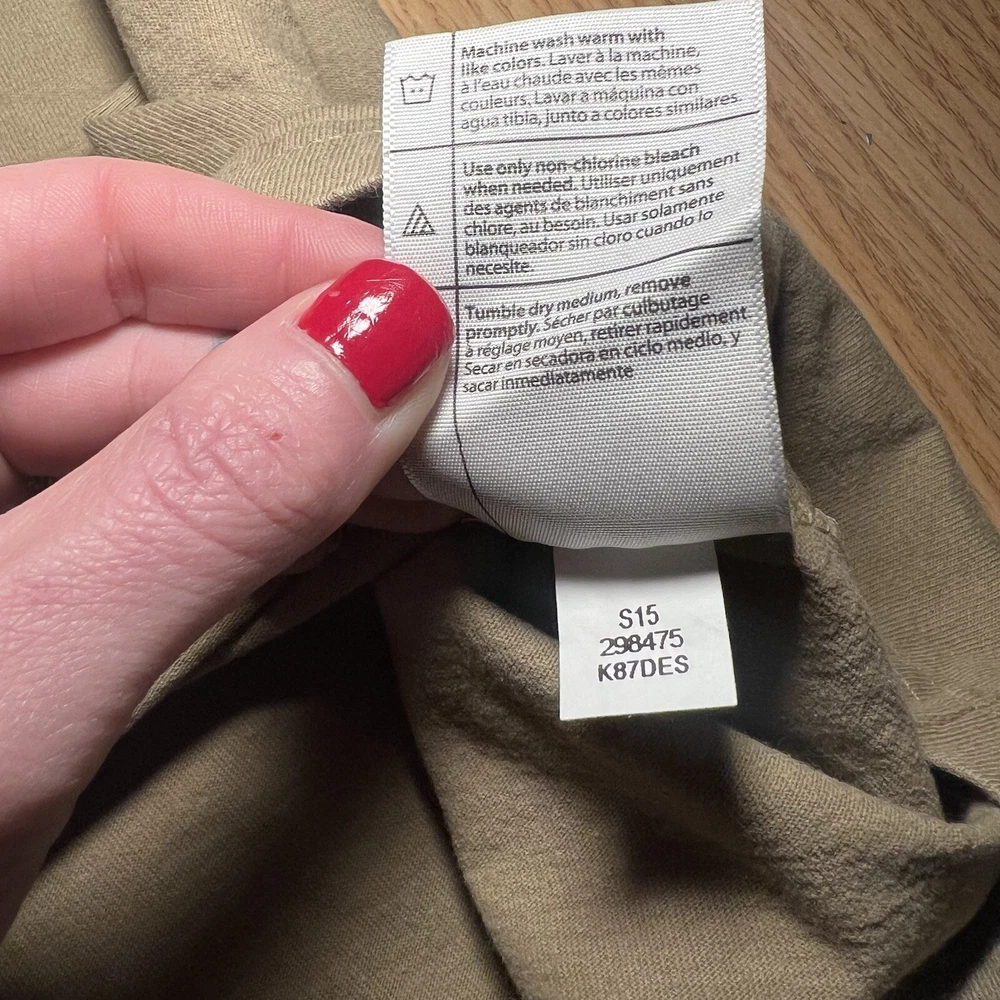 Machine wash warm with
like colors. Laver à la machine,
à l'eau chaude avec les mêmes
couleurs. Lavar a máquina con
agua tibia, junto a colores similares.
Use only non-chlorine bleach
when needed. Utiliser uniquement
des agents de blanchiment sans
chlore, au besoin. Usar solamente
blanqueador sin cloro cuando lo
necesite.
Tumble dry medium, remove
promptly. Sécher par culbutage
à réglage moyen, retirer rapidement
Secar en secadora en ciclo medio, y
sacar inmediatamente
S15
298475
K87DES